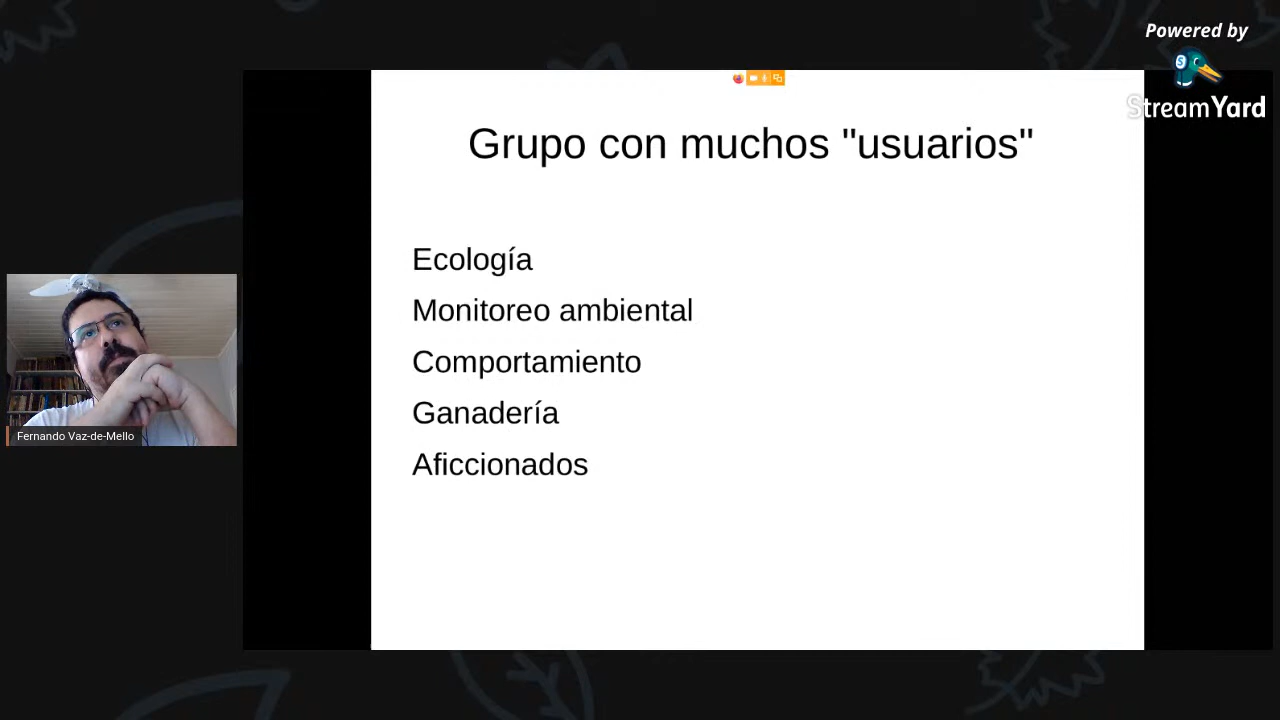 Powered by
StreamYard
Grupo con muchos "usuarios"
Ecología
Monitoreo ambiental
Comportamiento
Ganadería
Aficcionados
Fernando Vaz-de-Mello